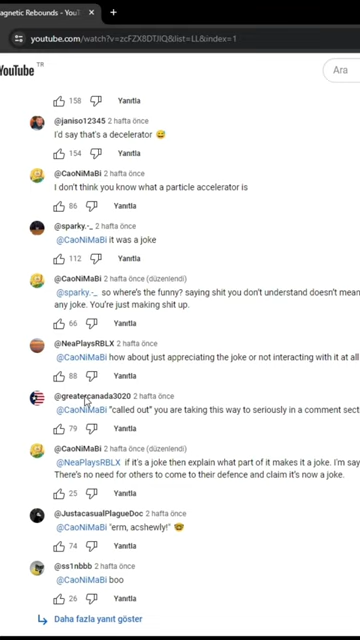 agnetic Rebounds - YouTu
youtube.com/watch?v=zcFZX8DTJIQ&list=LL&index=1
YouTube TR
Ara
158 Yanıtla
@janiso12345 2 hafta önce
I'd say that's a decelerator 😅
154 Yanıtla
@CaoNiMaBi 2 hafta önce
I don't think you know what a particle accelerator is
86 Yanıtla
@sparky.-_ 2 hafta önce
@CaoNiMaBi it was a joke
112 Yanıtla
@CaoNiMaBi 2 hafta önce (düzenlendi)
@sparky.-_ so where's the funny? saying shit you don't understand doesn't mean
any joke. You're just making shit up.
66 Yanıtla
@NeaPlaysRBLX 2 hafta önce
@CaoNiMaBi how about just appreciating the joke or not interacting with it at all
88 Yanıtla
@greatercanada3020 2 hafta önce
@CaoNiMaBi "called out" you are taking this way to seriously in a comment sect
79 Yanıtla
@CaoNiMaBi 2 hafta önce (düzenlendi)
@NeaPlaysRBLX if it's a joke then explain what part of it makes it a joke. I'm say
There's no need for others to come to their defence and claim it's now a joke.
25 Yanıtla
@JustacasualPlagueDoc 2 hafta önce
@CaoNiMaBi "erm, acshewly!" 🤓
74 Yanıtla
@ss1nbbb 2 hafta önce
@CaoNiMaBi boo
26 Yanıtla
Daha fazla yanıt göster